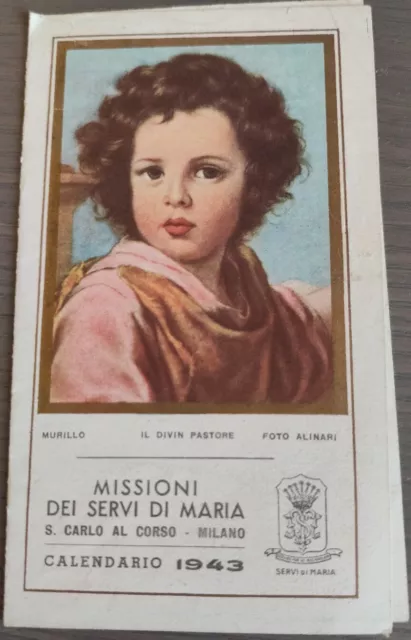 MURILLO IL DIVIN PASTORE FOTO ALINARI
MISSIONI
DEI SERVI DI MARIA
S. CARLO AL CORSO - MILANO
CALENDARIO 1943
SERVI DI MARIA